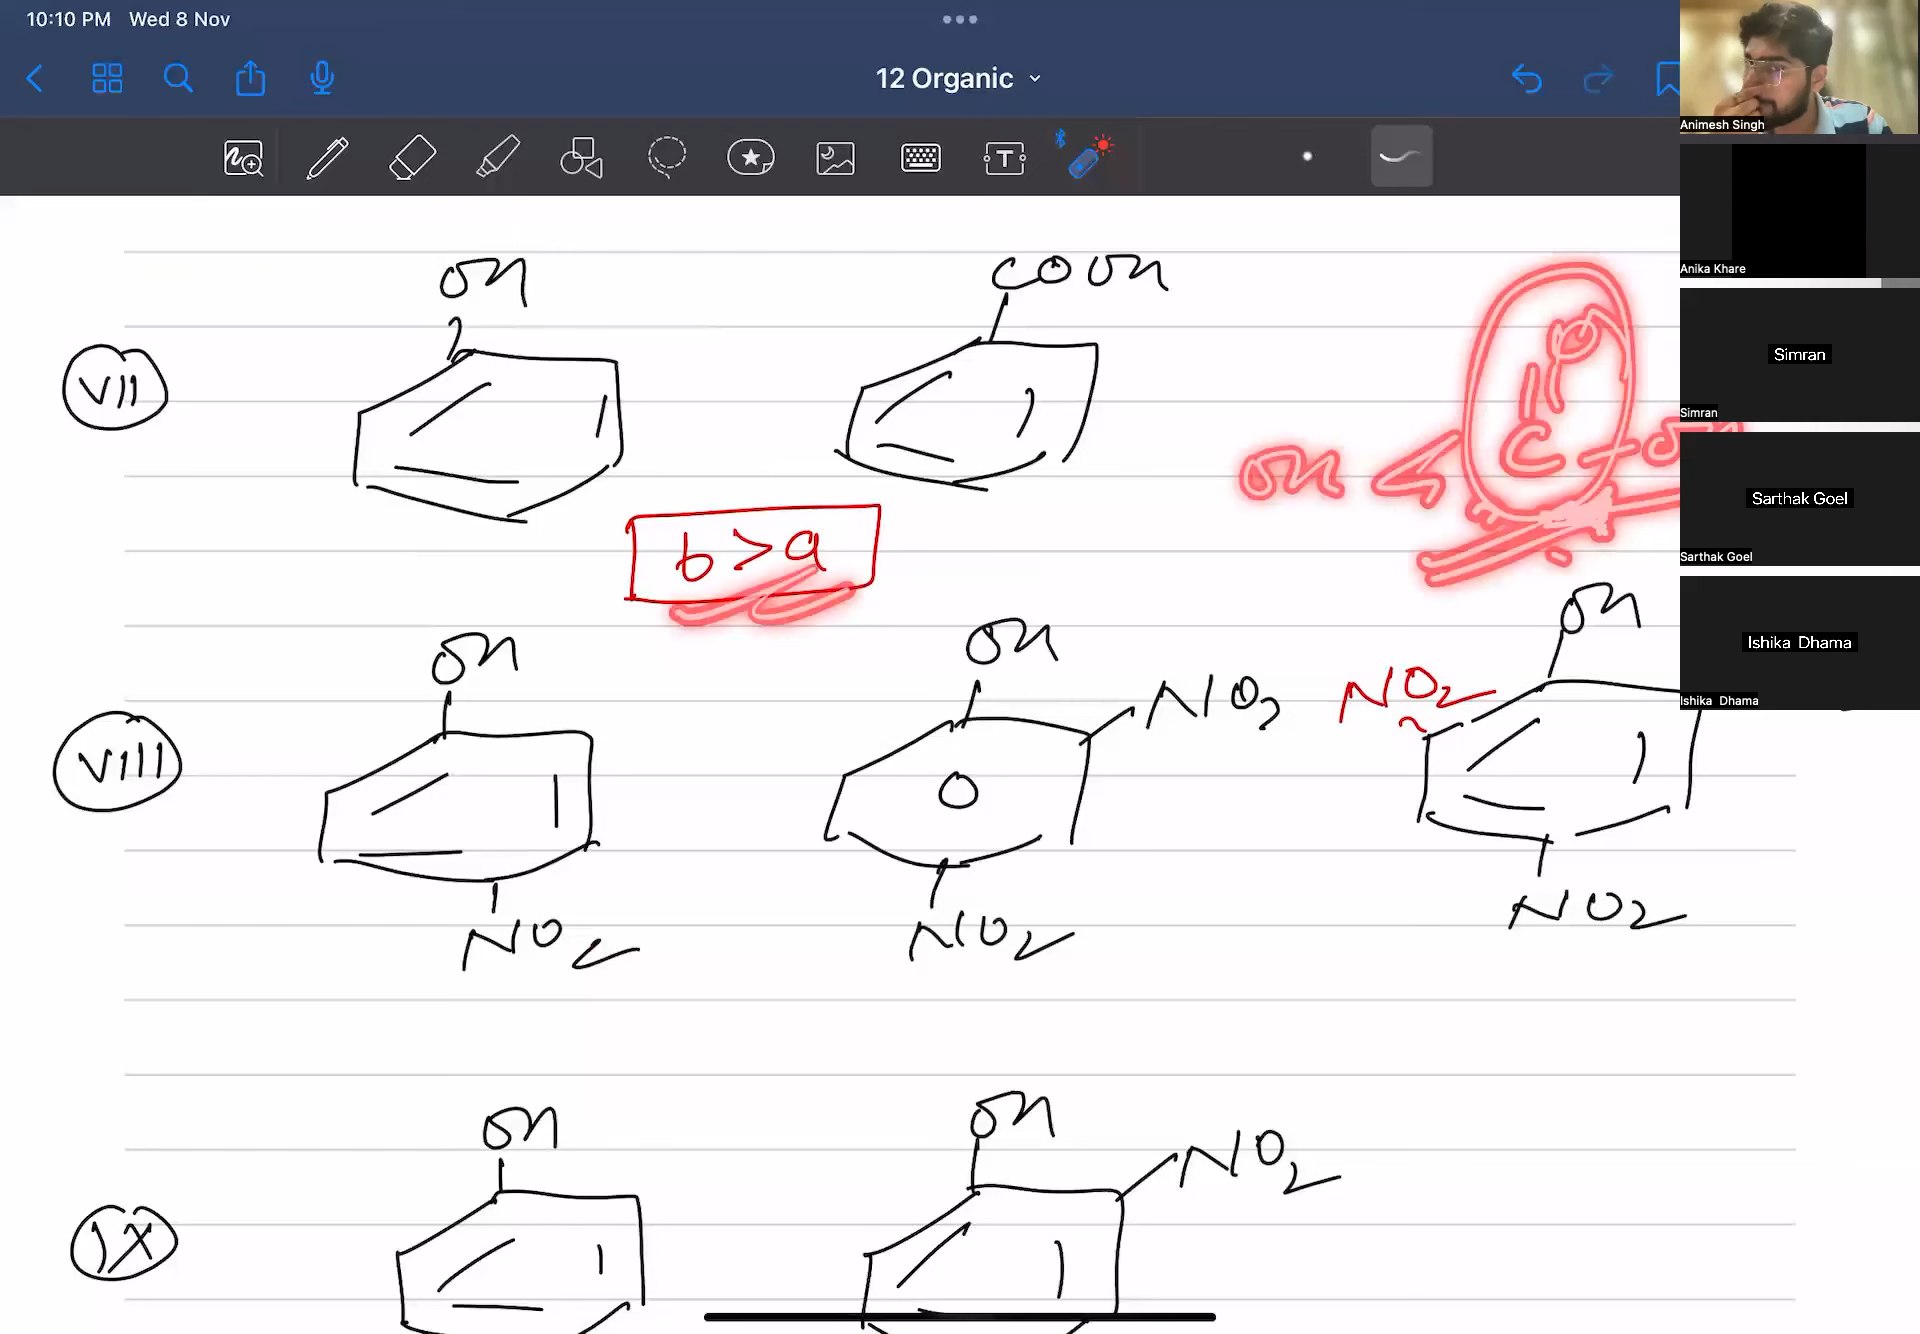 10:10 PM Wed 8 Nov
12 Organic
Animesh Singh
Anika Khare
Simran
Simran
Sarthak Goel
Sarthak Goel
Ishika Dhama
Ishika Dhama
T
VII
OH
COOH
OH <
O
C - O
b > a
VIII
OH
NO2
OH
NO2
NO2
OH
NO2
NO2
IX
OH
OH
NO2